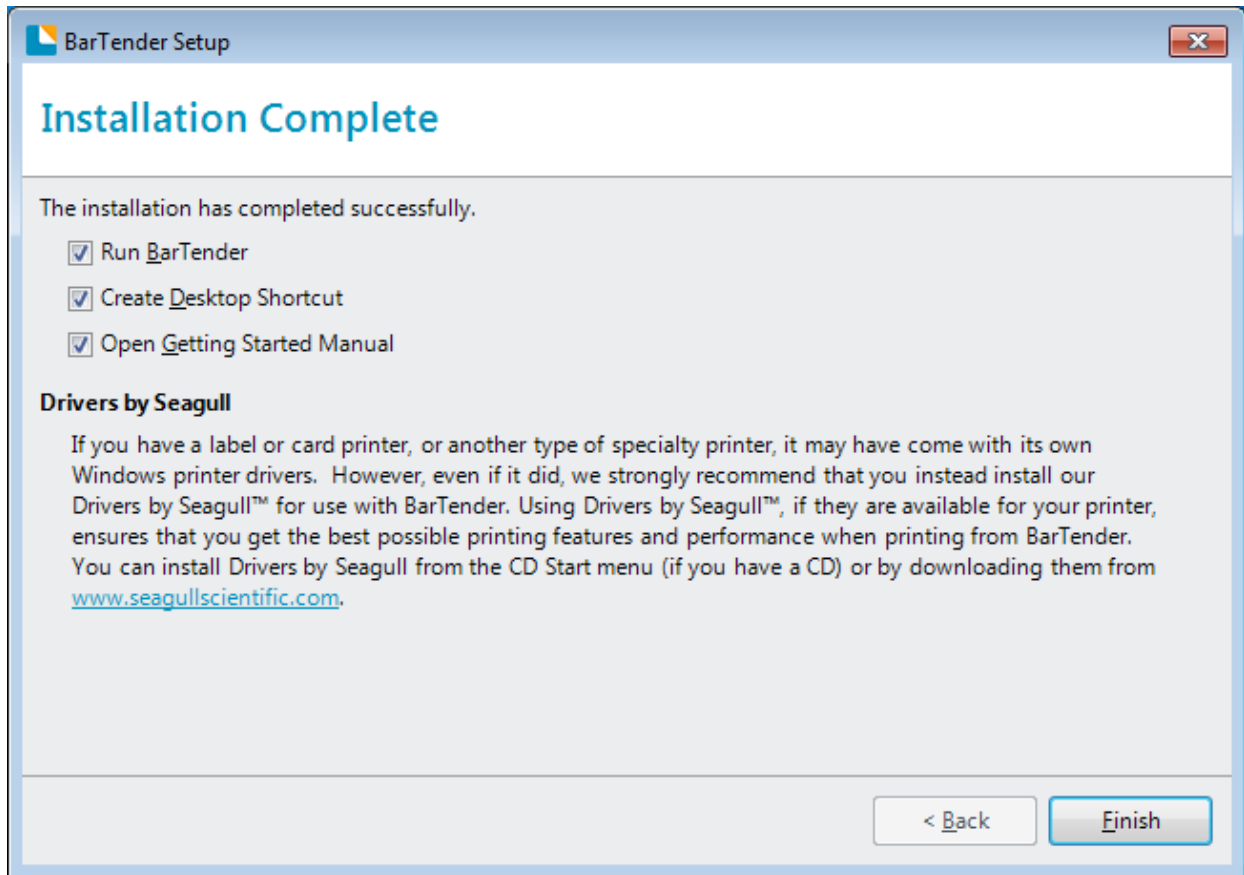 BarTender Setup
Installation Complete
The installation has completed successfully.
Run BarTender
Create Desktop Shortcut
Open Getting Started Manual
Drivers by Seagull
If you have a label or card printer, or another type of specialty printer, it may have come with its own
Windows printer drivers.  However, even if it did, we strongly recommend that you instead install our
Drivers by Seagull™ for use with BarTender. Using Drivers by Seagull™, if they are available for your printer,
ensures that you get the best possible printing features and performance when printing from BarTender.
You can install Drivers by Seagull from the CD Start menu (if you have a CD) or by downloading them from
www.seagullscientific.com.
< Back
Finish